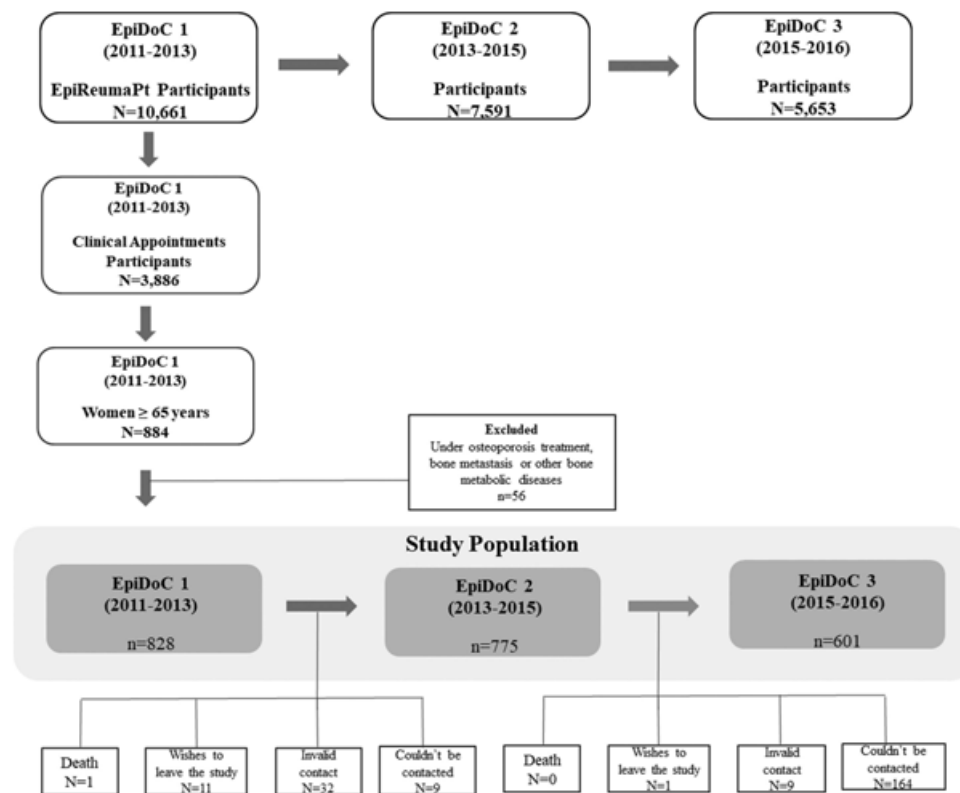 EpiDoC 1
(2011-2013)
EpiReumaPt Participants
N=10,661
EpiDoC 2
(2013-2015)
Participants
N=7,591
EpiDoC 3
(2015-2016)
Participants
N=5,653
EpiDoC 1
(2011-2013)
Clinical Appointments
Participants
N=3,886
EpiDoC 1
(2011-2013)
Women ≥ 65 years
N=884
Excluded
Under osteoporosis treatment,
bone metastasis or other bone
metabolic diseases
n=56
Study Population
EpiDoC 1
(2011-2013)
n=828
EpiDoC 2
(2013-2015)
n=775
EpiDoC 3
(2015-2016)
n=601
Death
N=1
Wishes to
leave the study
N=11
Invalid
contact
N=32
Couldn't be
contacted
N=9
Death
N=0
Wishes to
leave the study
N=1
Invalid
contact
N=9
Couldn't be
contacted
N=164